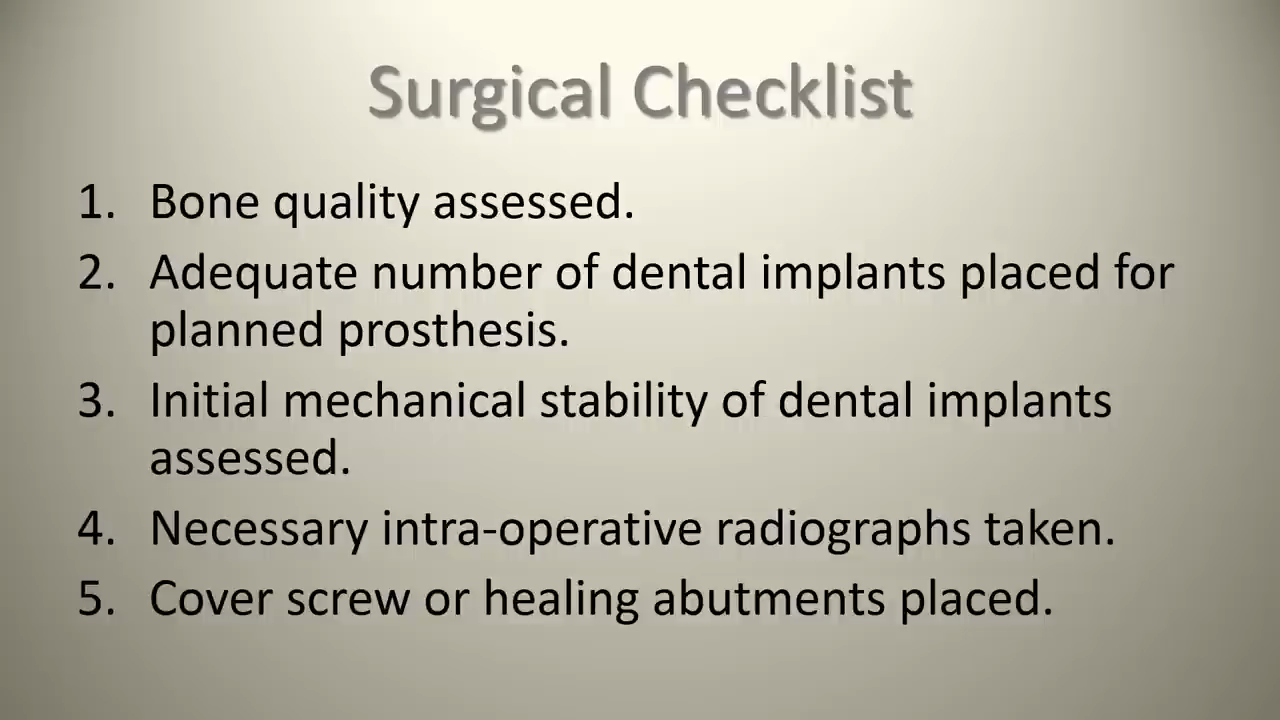 Surgical Checklist
1. Bone quality assessed.
2. Adequate number of dental implants placed for
planned prosthesis.
3. Initial mechanical stability of dental implants
assessed.
4. Necessary intra-operative radiographs taken.
5. Cover screw or healing abutments placed.